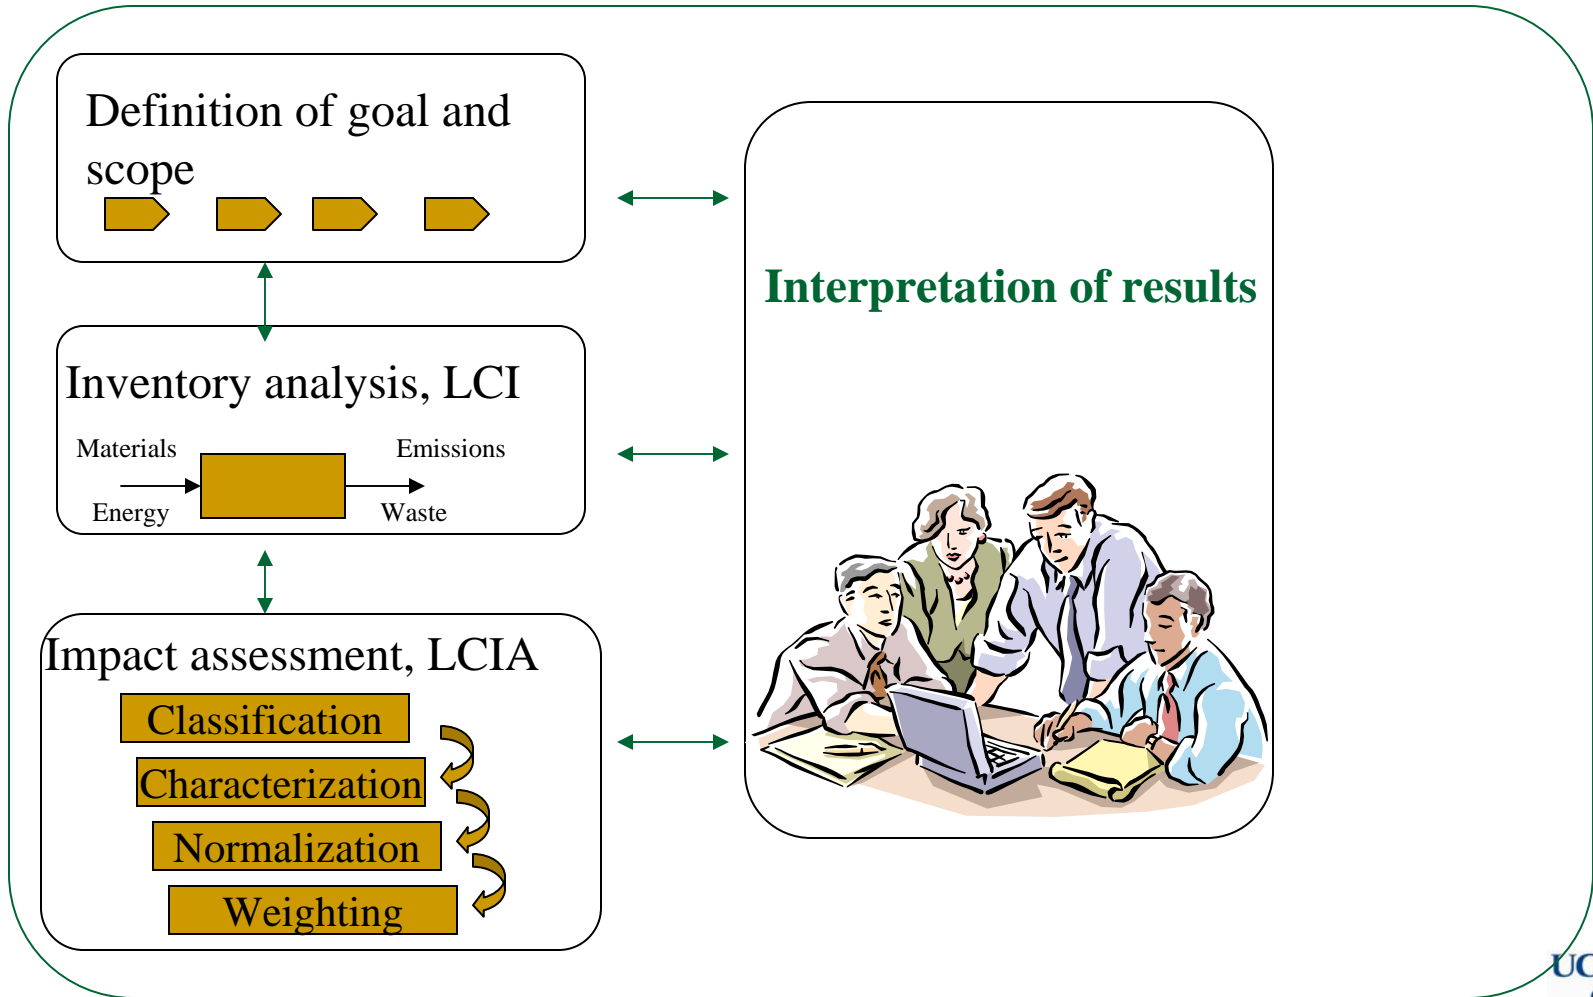 Definition of goal and
scope
Interpretation of results
Inventory analysis, LCI
Materials
Emissions
Energy
Waste
Impact assessment, LCIA
Classification
Characterization
Normalization
Weighting
UC